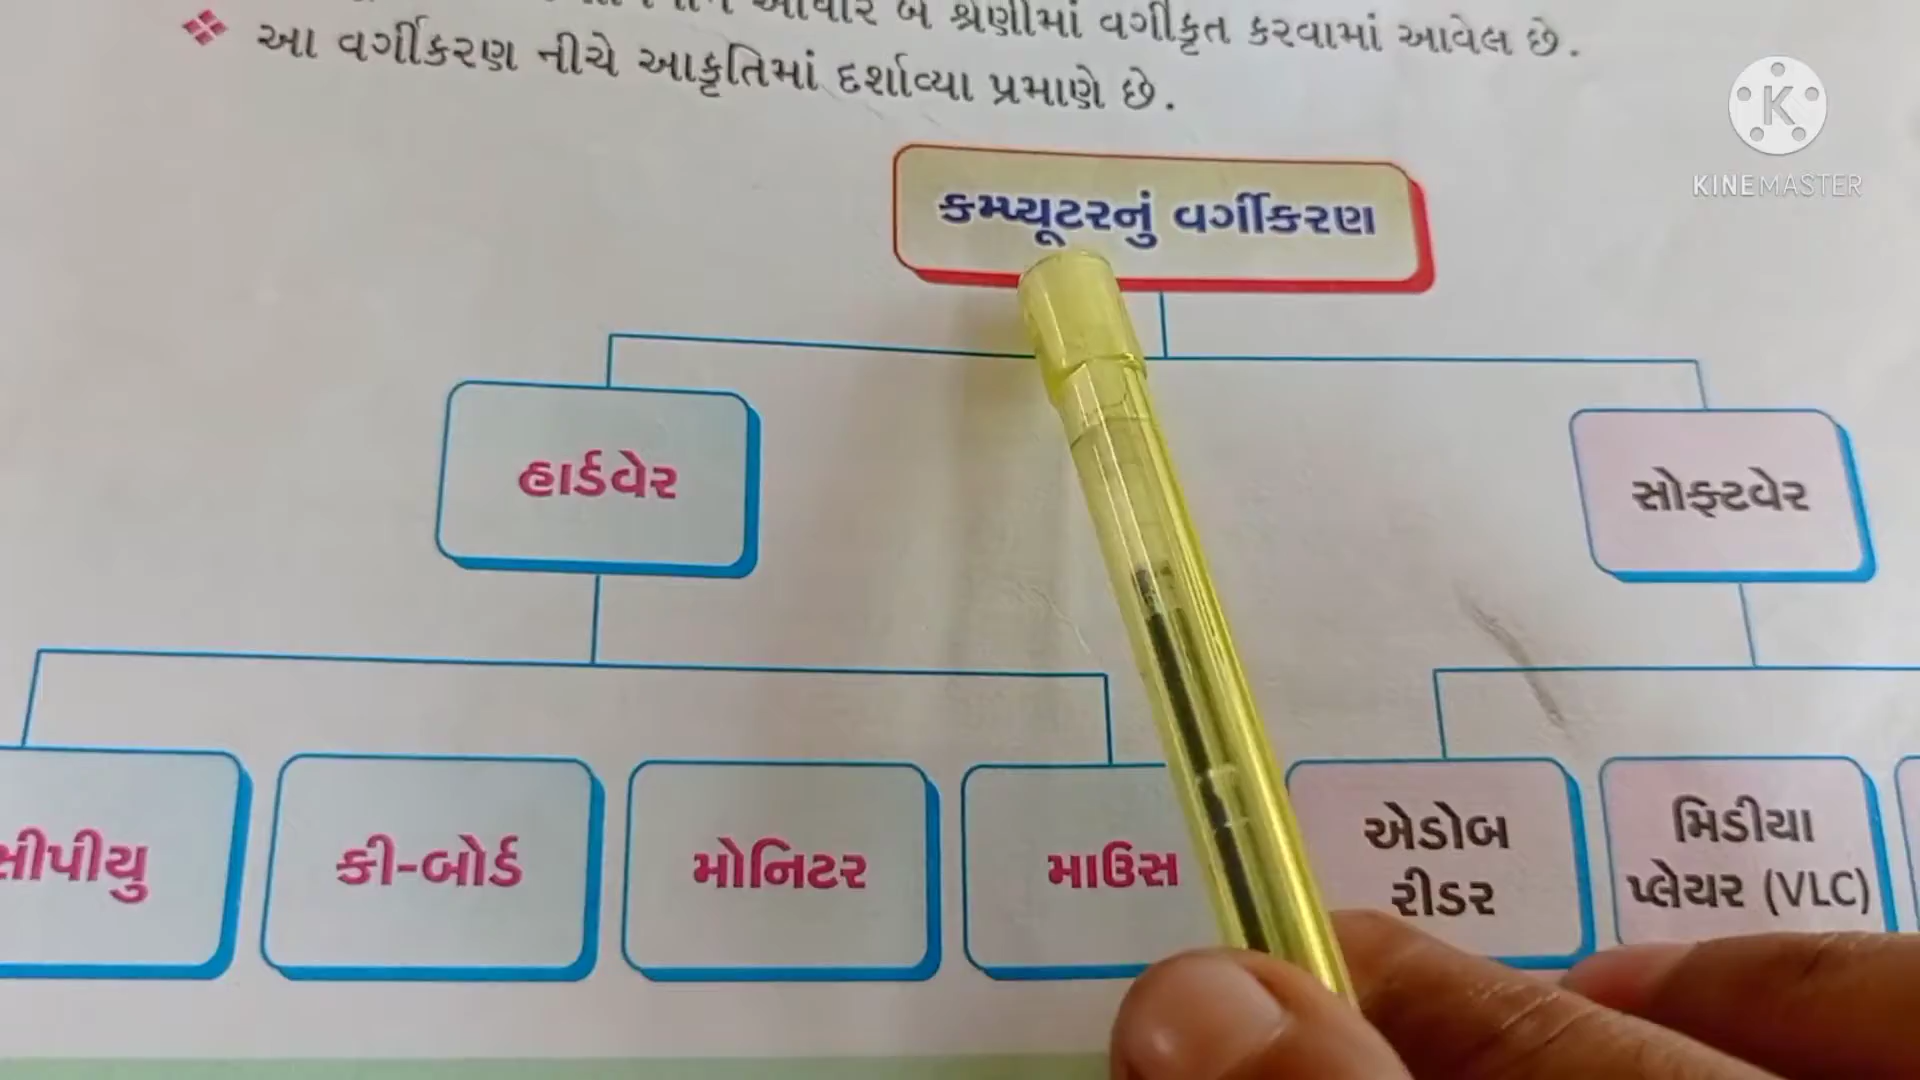 આધારે બે શ્રેણીમાં વર્ગીકૃત કરવામાં આવેલ છે.
આ વર્ગીકરણ નીચે આકૃતિમાં દર્શાવ્યા પ્રમાણે છે.
K
KINEMASTER
કમ્પ્યૂટરનું વર્ગીકરણ
હાર્ડવેર
સોફ્ટવેર
સીપીયુ
કી-બોર્ડ
મોનિટર
માઉસ
એડોબ
રીડર
મિડીયા
પ્લેયર (VLC)